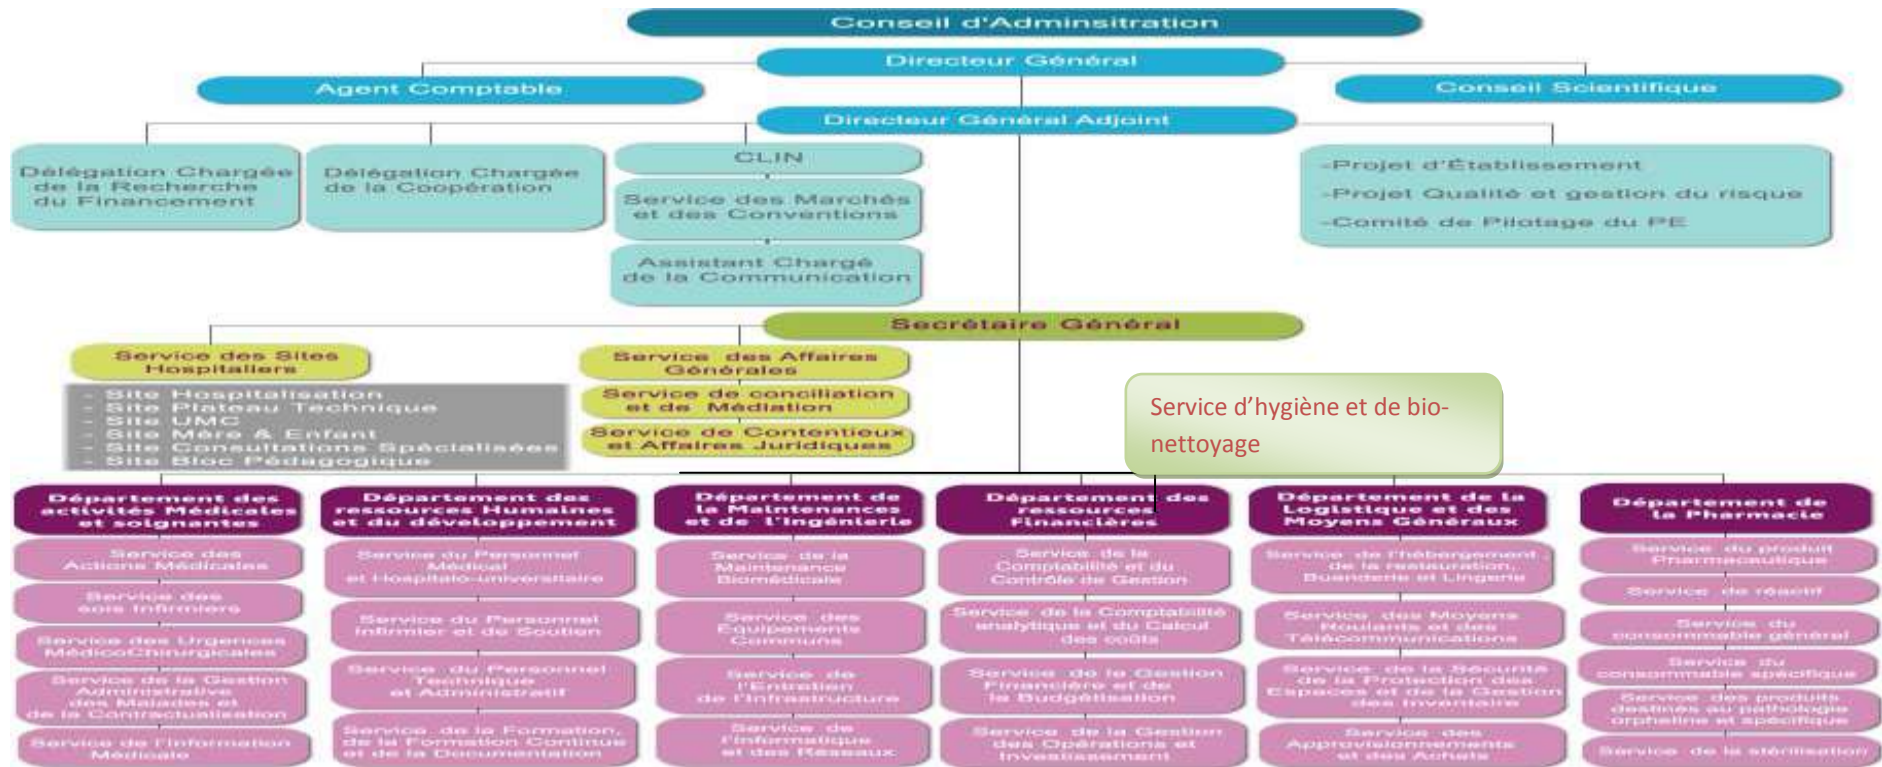 Conseil d'Adminsitration
Directeur Général
Agent Comptable
Conseil Scientifique
Directeur Général Adjoint
Délégation Chargée
de la Recherche
du Financement
Délégation Chargée
de la Coopération
CLIN
Service des Marchés
et des Conventions
Assistant Chargé
de la Communication
-Projet d'Établissement
-Projet Qualité et gestion du risque
-Comité de Pilotage du PE
Secrétaire Général
Service des Sites
Hospitaliers
- Site Hospitalisation
- Site Plateau Technique
- Site UMC
- Site Mère & Enfant
- Site Consultations Spécialisées
- Site Bloc Pédagogique
Service des Affaires
Générales
Service de conciliation
et de Médiation
Service de Contentieux
et Affaires Juridiques
Service d'hygiène et de bio-
nettoyage
Département des
activités Médicales
et soignantes
Service des
Actions Médicales
Service des
sois Infirmiers
Service des Urgences
MédicoChirurgicales
Service de la Gestion
Administrative
des Malades et
de la Contractualisation
Service de l'Information
Médicale
Département des
ressources Humaines
et du développement
Service du Personnel
Médical
et Hospitalo-universitaire
Service du Personnel
Infirmier et de Soutien
Service du Personnel
Technique
et Administratif
Service de la Formation,
de la Formation Continue
et de la Documentation
Département de
la Maintenances
et de l'Ingénierie
Service de la
Maintenance
Biomédicale
Service des
Equipements
Communs
Service de
l'Entretien
de l'Infrastructure
Service de
l'Informatique
et des Réseaux
Département des
ressources
Financières
Service de la
Comptabilité et du
Contrôle de Gestion
Service de la Comptabilité
analytique et du Calcul
des coûts
Service de la Gestion
Financière et de
la Budgétisation
Service de la Gestion
des Opérations et
Investissement
Département de la
Logistique et des
Moyens Généraux
Service de l'hébergement,
de la restauration,
Buanderie et Lingerie
Service des Moyens
Roulants et des
Télécommunications
Service de la Sécurité
de la Protection des
Espaces et de la Gestion
des Inventaire
Service des
Approvisionnements
et des Achats
Département de
la Pharmacie
Service du produit
Pharmaceutique
Service de réactif
Service du
consommable général
Service du
consommable spécifique
Service des produits
destinés au pathologie
orpheline et spécifique
Service de la stérilisation